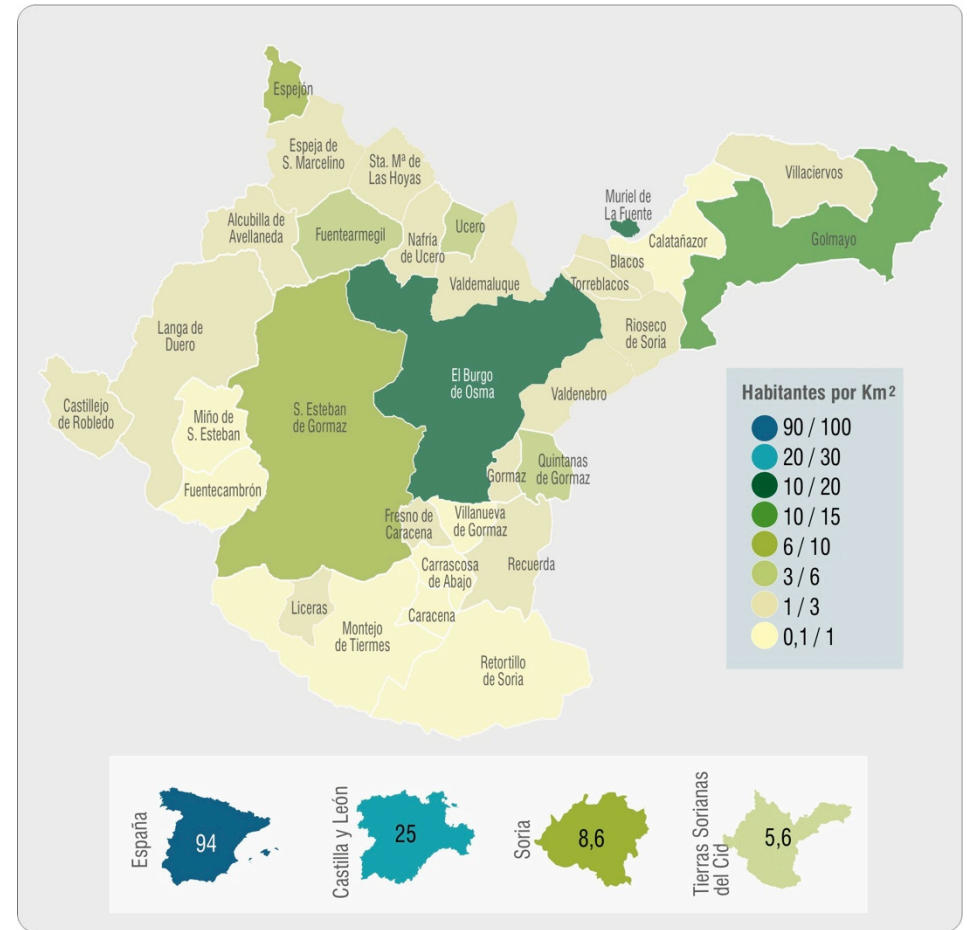 Espejón
Espeja de
S. Marcelino
Sta. Mª de
Las Hoyas
Villaciervos
Muriel de
La Fuente
Alcubilla de
Avellaneda
Fuentearmegil
Ucero
Nafría
de Ucero
Calatañazor
Golmayo
Blacos
Valdemaluque
Torreblacos
Langa de
Duero
Rioseco
de Soria
El Burgo
de Osma
Valdenebro
Castillejo
de Robledo
Miño de
S. Esteban
S. Esteban
de Gormaz
Gormaz
Quintanas
de Gormaz
Fuentecambrón
Fresno de
Caracena
Villanueva
de Gormaz
Carrascosa
de Abajo
Recuerda
Liceras
Caracena
Montejo
de Tiermes
Retortillo
de Soria
Habitantes por Km²
90 / 100
20 / 30
10 / 20
10 / 15
6 / 10
3 / 6
1 / 3
0,1 / 1
España
94
Castilla y León
25
Soria
8,6
Tierras Sorianas
del Cid
5,6